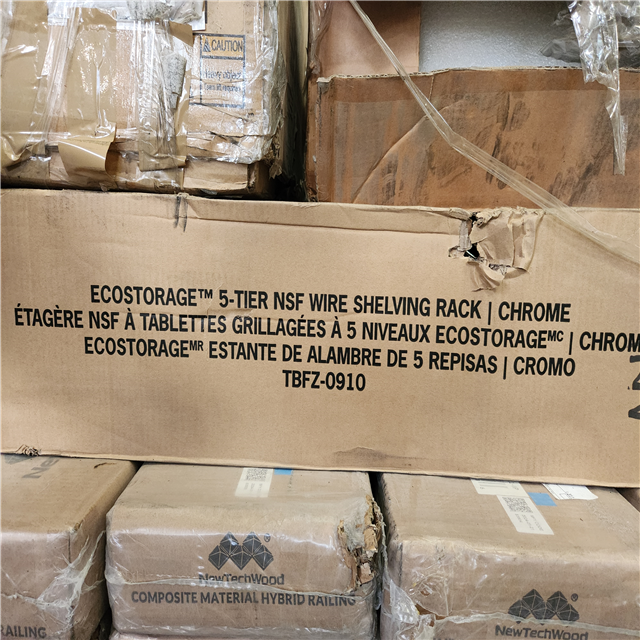 CAUTION
ECOSTORAGE™ 5-TIER NSF WIRE SHELVING RACK | CHROME
ÉTAGÈRE NSF À TABLETTES GRILLAGÉES À 5 NIVEAUX ECOSTORAGEᴹᶜ | CHROM
ECOSTORAGEᴹᴿ ESTANTE DE ALAMBRE DE 5 REPISAS | CROMO
TBFZ-0910
NewTechWood
COMPOSITE MATERIAL HYBRID RAILING
NewTechWood